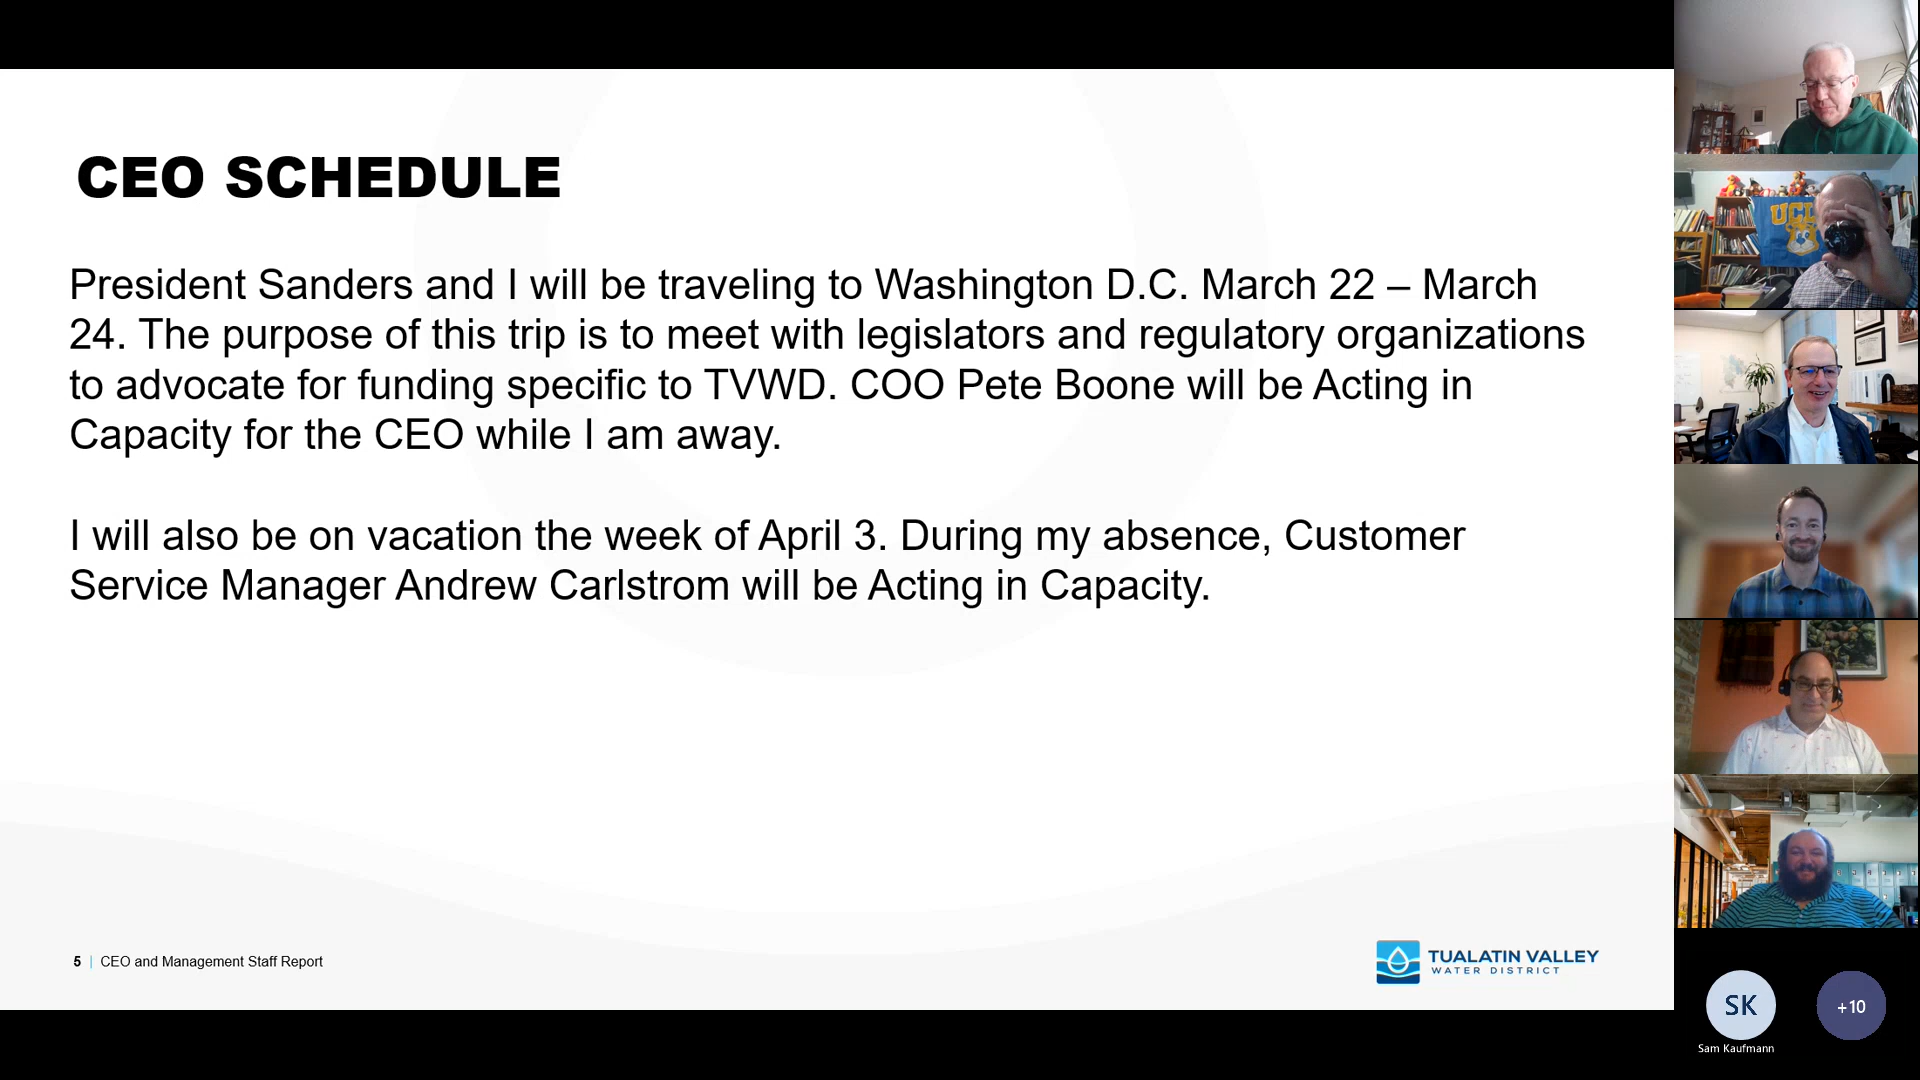 CEO SCHEDULE
President Sanders and I will be traveling to Washington D.C. March 22 – March
24. The purpose of this trip is to meet with legislators and regulatory organizations
to advocate for funding specific to TVWD. COO Pete Boone will be Acting in
Capacity for the CEO while I am away.
I will also be on vacation the week of April 3. During my absence, Customer
Service Manager Andrew Carlstrom will be Acting in Capacity.
5 | CEO and Management Staff Report
TUALATIN VALLEY
WATER DISTRICT
UCL
SK
+10
Sam Kaufmann